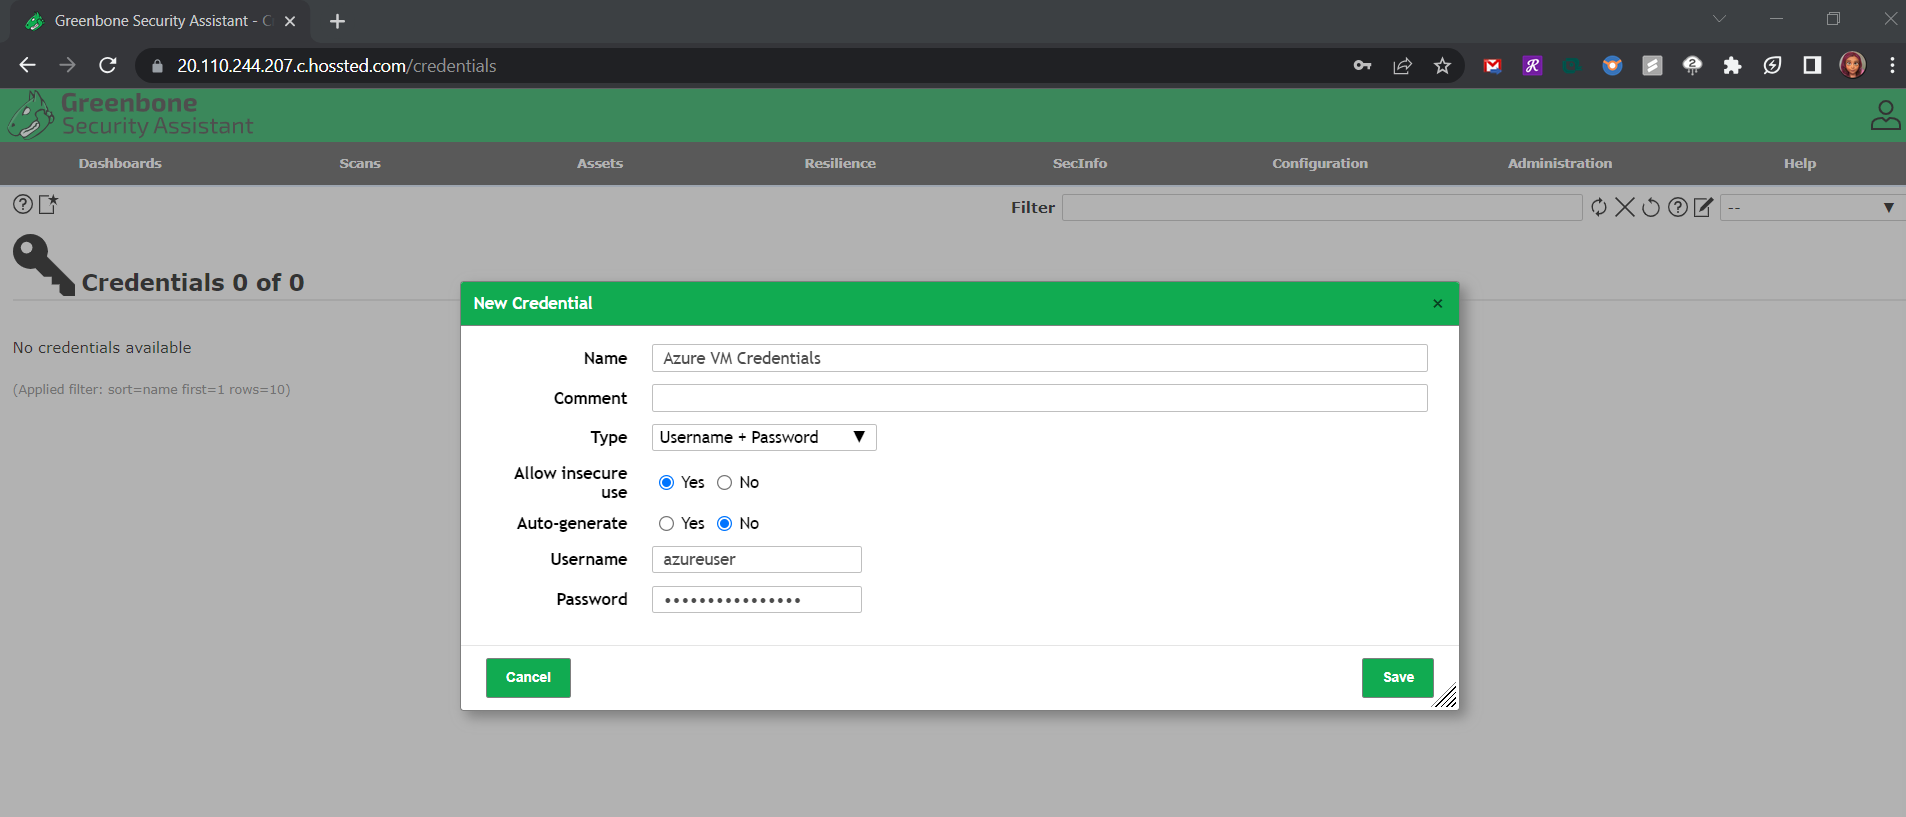 Greenbone Security Assistant - C
20.110.244.207.c.hossted.com/credentials
Greenbone
Security Assistant
Dashboards Scans Assets Resilience SecInfo Configuration Administration Help
Filter --
Credentials 0 of 0
No credentials available
(Applied filter: sort=name first=1 rows=10)
New Credential
Name Azure VM Credentials
Comment
Type Username + Password
Allow insecure
use
Yes No
Auto-generate Yes No
Username azureuser
Password ••••••••••••••••
Cancel Save